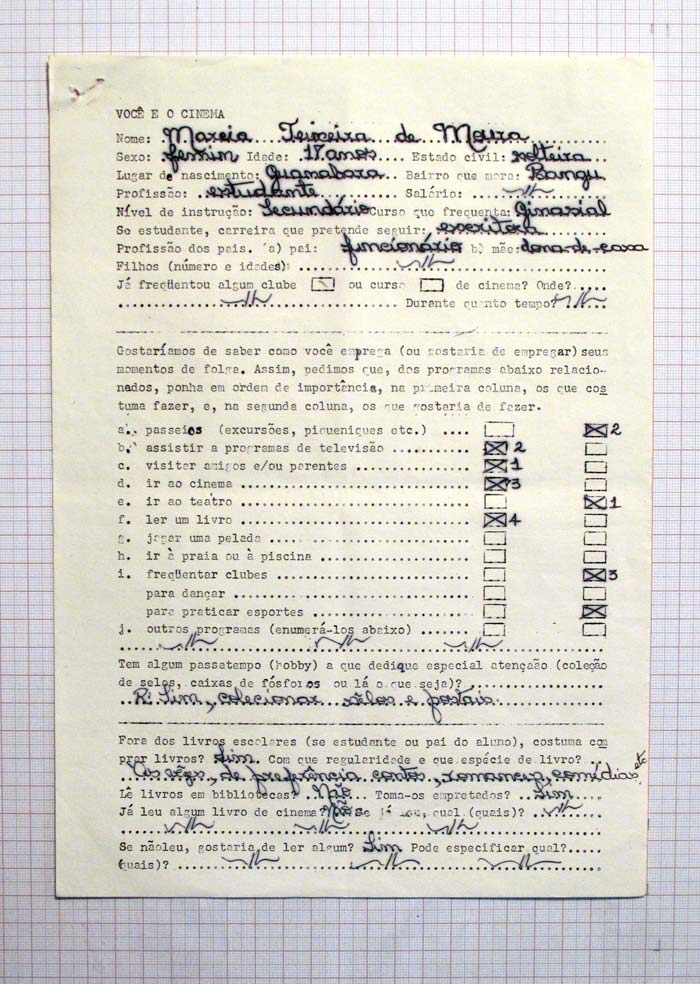 VOCÊ E O CINEMA
Nome: Marcia Teixeira de Moura
Sexo: femin Idade: 17 anos Estado civil: solteira
Lugar de nascimento: Guanabara Bairro que mora: Bangu
Profissão: estudante Salário:
Nível de instrução: Secundário Curso que frequenta: Ginasial
Se estudante, carreira que pretende seguir: escritora
Profissão dos pais. (a) pai: funcionário b) mãe: dona-de-casa
Filhos (número e idades):
Já freqüentou algum clube ou curso de cinema? Onde?
Durante quanto tempo?
Gostaríamos de saber como você emprega (ou gostaria de empregar) seus
momentos de folga. Assim, pedimos que, dos programas abaixo relacio-
nados, ponha em ordem de importância, na primeira coluna, os que cos
tuma fazer, e, na segunda coluna, os que gostaria de fazer.
a. passeios (excursões, piqueniques etc.) .... X 2
b. assistir a programas de televisão ........... X 2
c. visitar amigos e/ou parentes ................ X 1
d. ir ao cinema ................................ X 3
e. ir ao teatro ................................ X 1
f. ler um livro ................................ X 4
g. jogar uma pelada ............................
h. ir à praia ou à piscina .....................
i. freqüentar clubes ........................... X 3
para dançar .................................
para praticar esportes ...................... X
j. outros programas (enumerá-los abaixo) .......
Tem algum passatempo (hobby) a que dedique especial atençaão (coleção
de selos, caixas de fósforos ou lá o que seja)?
R: Sim, colecionar sêlos e postais.
Fora dos livros escolares (se estudante ou pai do aluno), costuma com
prar livros? Sim. Com que regularidade e que espécie de livro?
Às vêzes, de preferência contos, romances, comédias etc
Lê livros em bibliotecas? Não Toma-os empretados? Sim
Já leu algum livro de cinema? Não Se já leu, qual (quais)?
Se nãoleu, gostaria de ler algum? Sim Pode especificar qual?
(quais)?